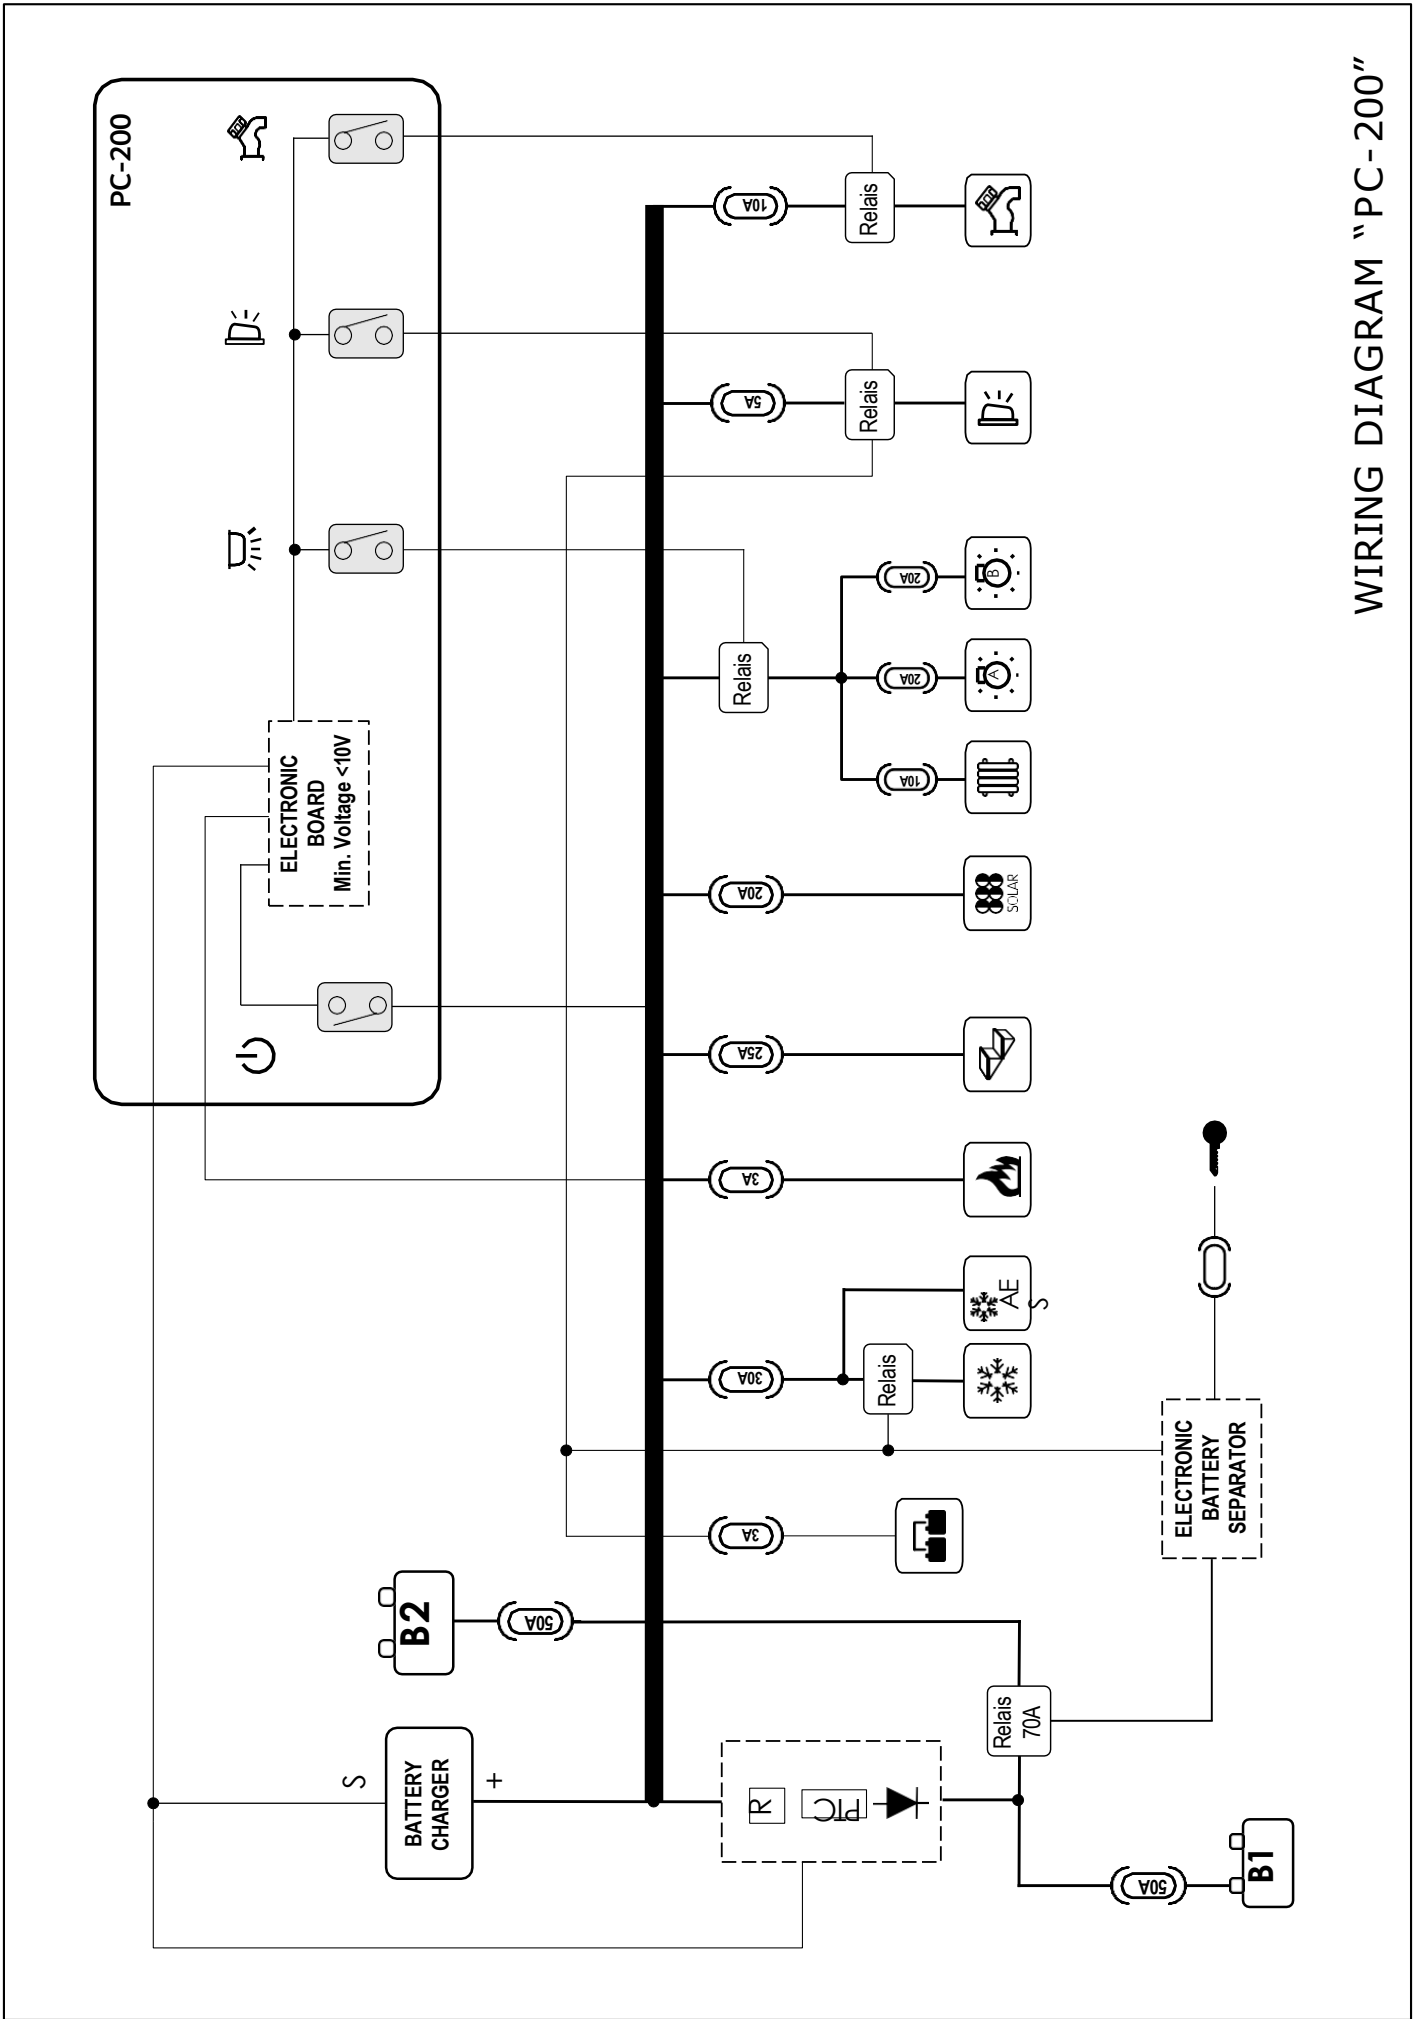 WIRING DIAGRAM “PC-200”
PC-200
ELECTRONIC
BOARD
Min. Voltage <10V
10A
Relais
5A
Relais
Relais
20A
B
20A
A
10A
20A
SOLAR
25A
3A
30A
Relais
AE
S
3A
ELECTRONIC
BATTERY
SEPARATOR
B2
50A
Relais
70A
S
BATTERY
CHARGER
+
R
PTC
50A
B1